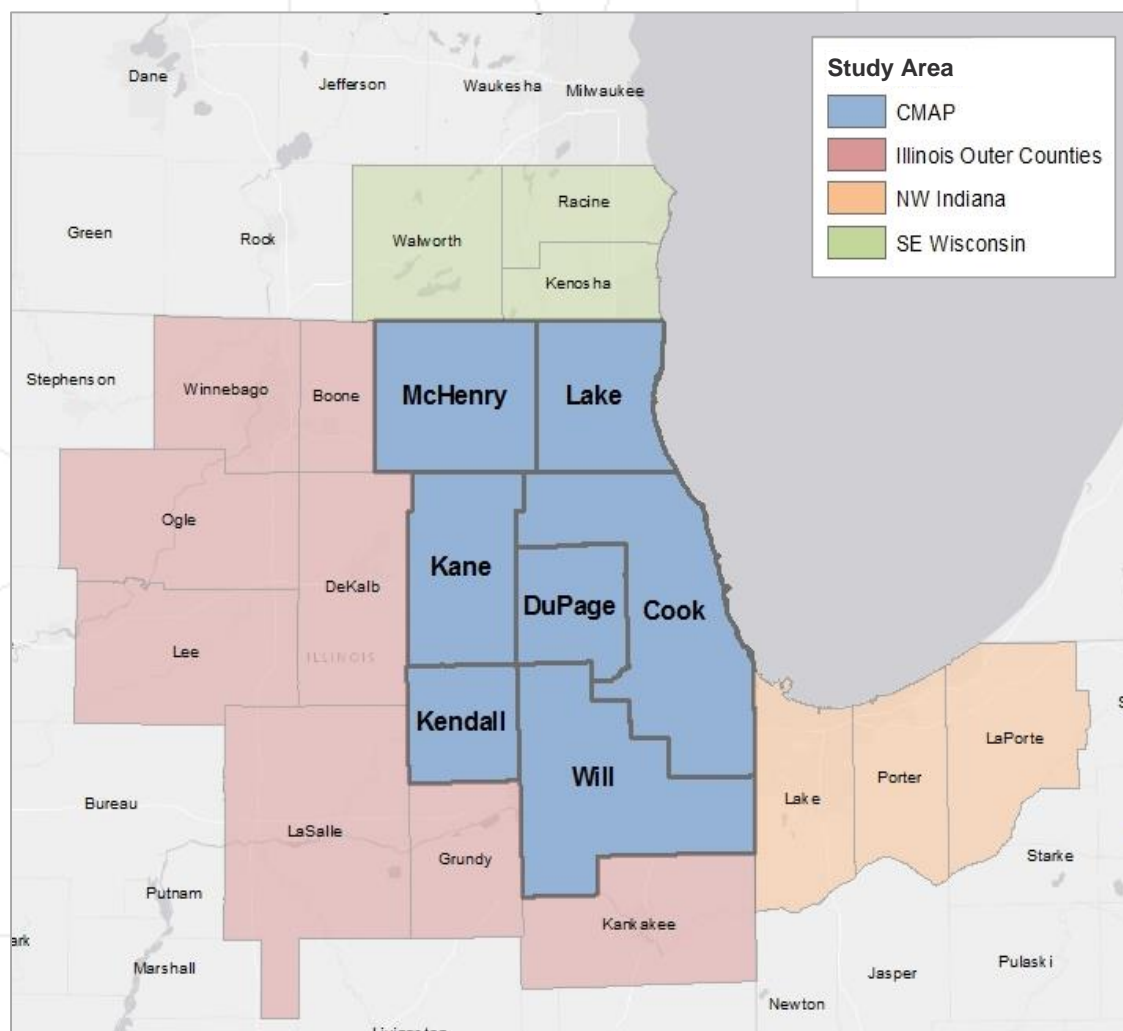 Dane
Jefferson
Waukesha
Milwaukee
Study Area
CMAP
Illinois Outer Counties
NW Indiana
SE Wisconsin
Green
Rock
Walworth
Racine
Kenosha
Stephenson
Winnebago
Boone
McHenry
Lake
Ogle
DeKalb
Kane
DuPage
Cook
Lee
ILLINOIS
Kendall
Will
LaPorte
Porter
Lake
Bureau
LaSalle
Grundy
Starke
Putnam
Kankakee
ark
Marshall
Jasper
Pulaski
Newton